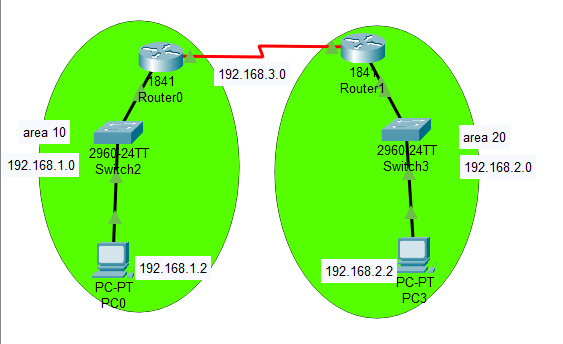 1841
Router0
192.168.3.0
1841
Router1
area 10
2960-24TT
Switch2
192.168.1.0
2960-24TT
Switch3
area 20
192.168.2.0
192.168.1.2
PC-PT
PC0
192.168.2.2
PC-PT
PC3